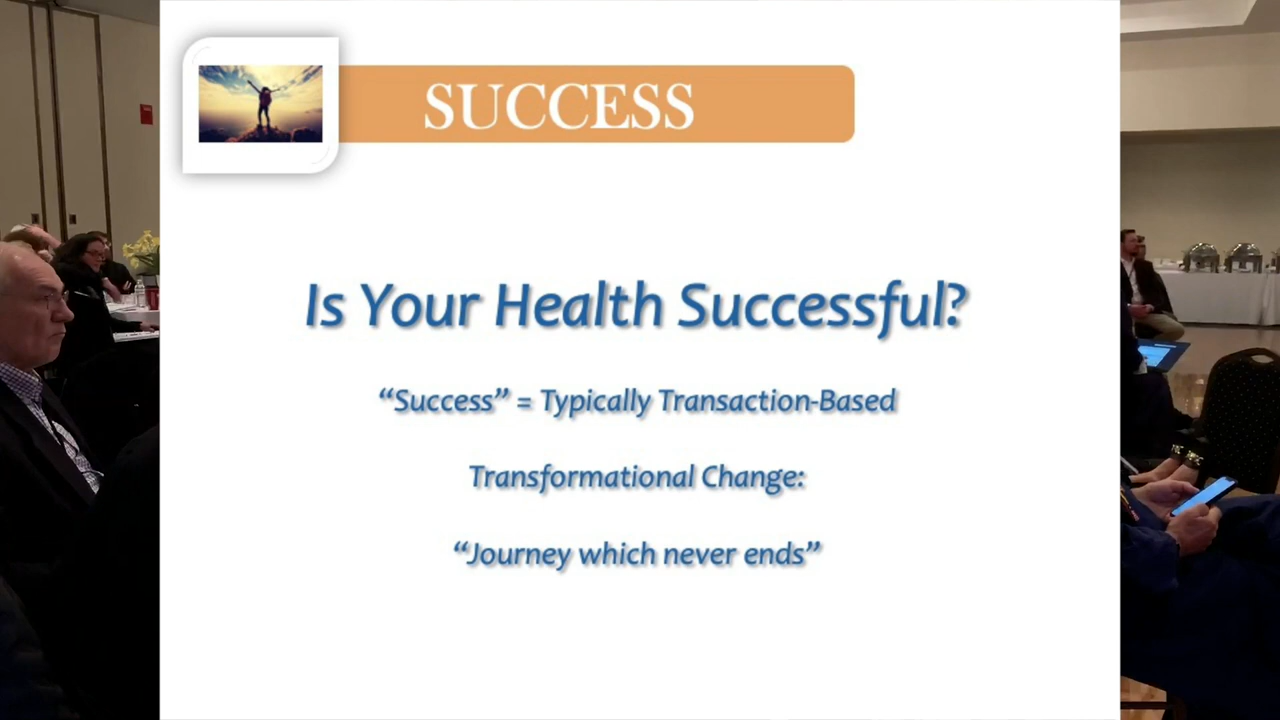 SUCCESS
Is Your Health Successful?
“Success” = Typically Transaction-Based
Transformational Change:
“Journey which never ends”